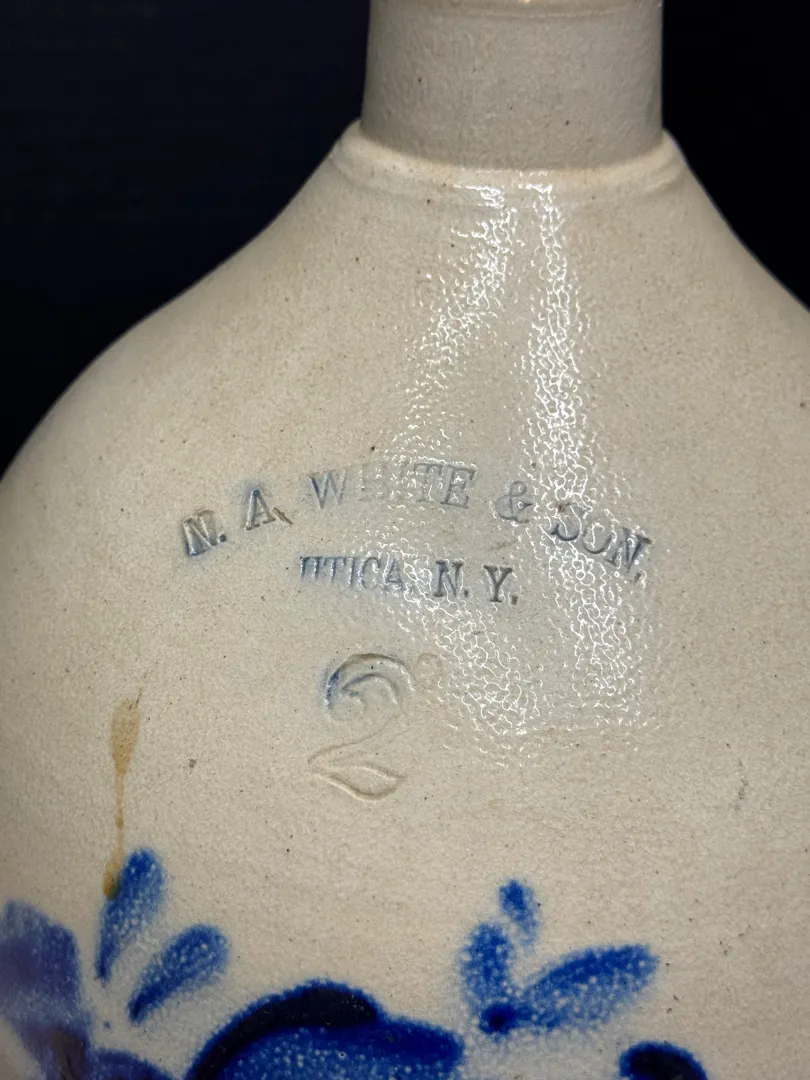 N. A. WHITE & SON,
UTICA, N. Y.
2